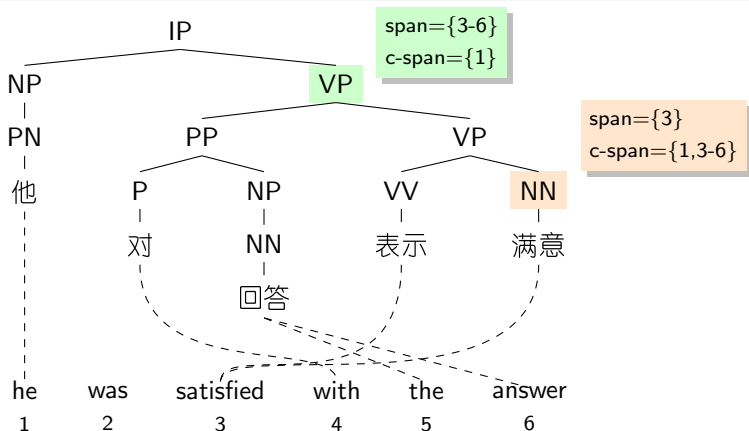 IP
span={3-6}
c-span={1}
NP VP
span={3}
c-span={1,3-6}
PN PP VP
他 P NP VV NN
对 NN 表示 满意
回答
he was satisfied with the answer
1 2 3 4 5 6